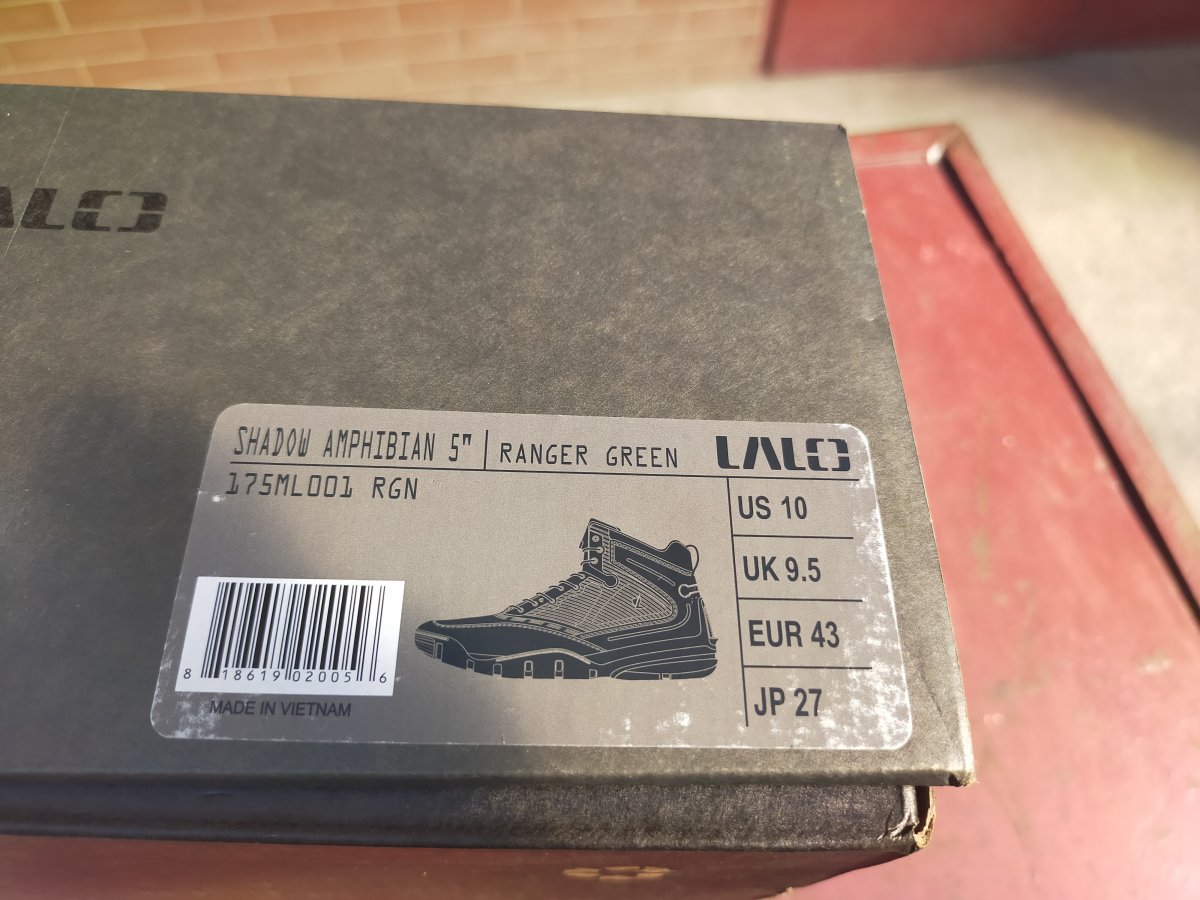 LALO
SHADOW AMPHIBIAN 5" | RANGER GREEN LALO
175ML001 RGN
US 10
UK 9.5
EUR 43
JP 27
8 18619 02005 6
MADE IN VIETNAM